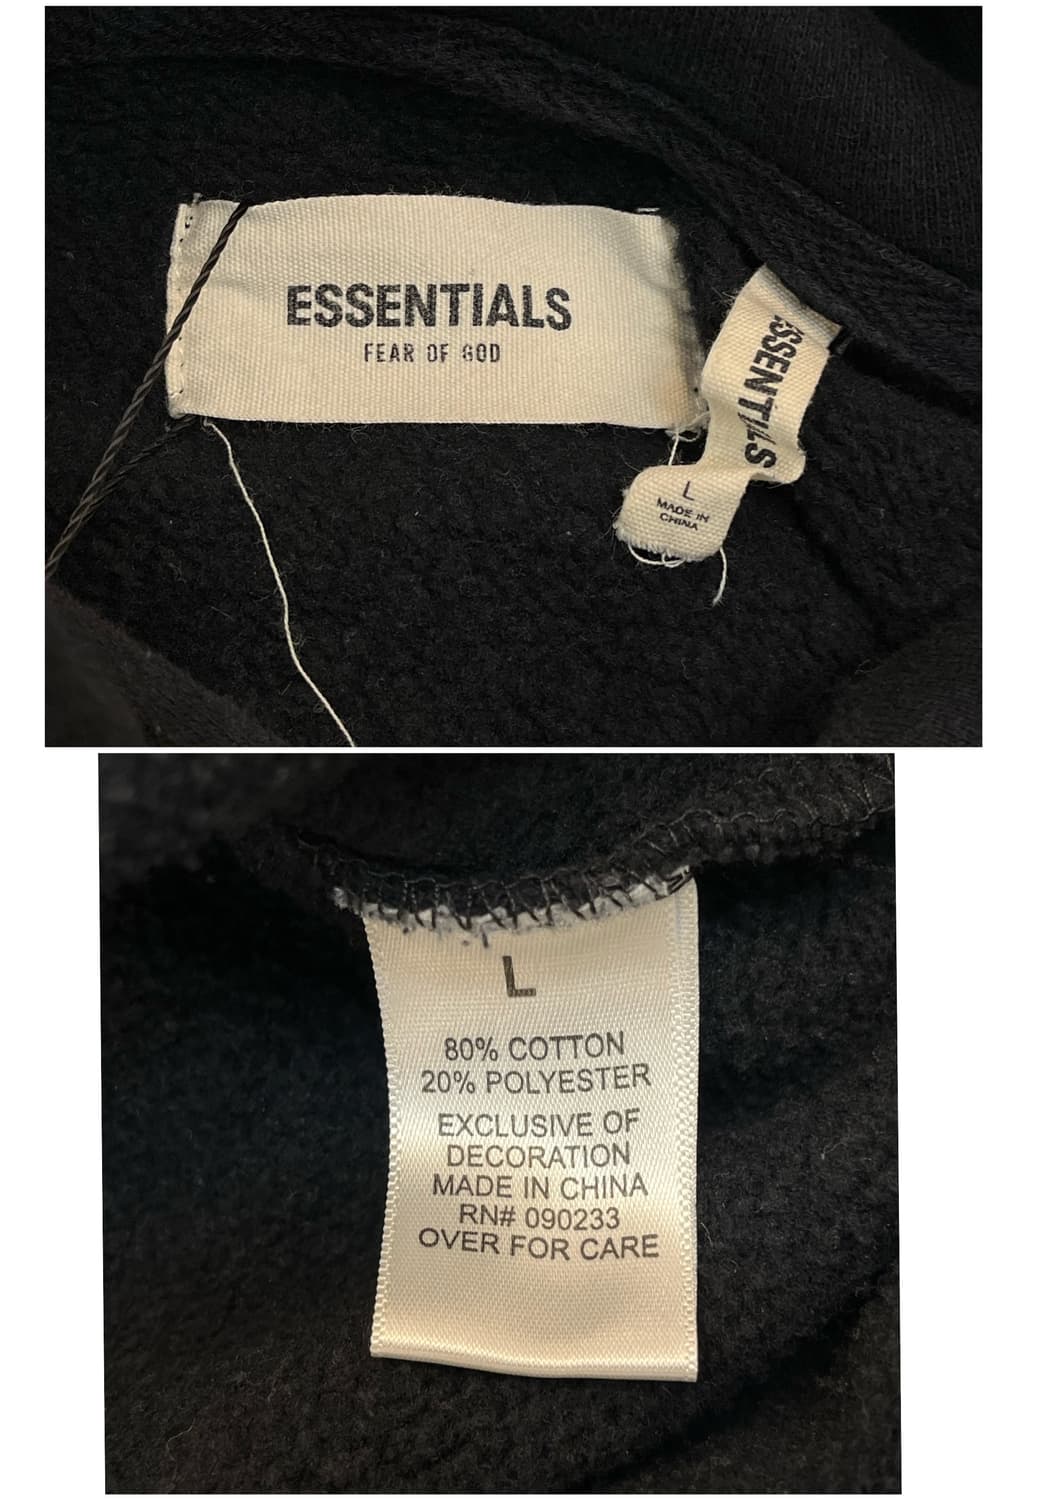 ESSENTIALS
FEAR OF GOD
ESSENTIALS
L
MADE IN
CHINA
L
80% COTTON
20% POLYESTER
EXCLUSIVE OF
DECORATION
MADE IN CHINA
RN# 090233
OVER FOR CARE